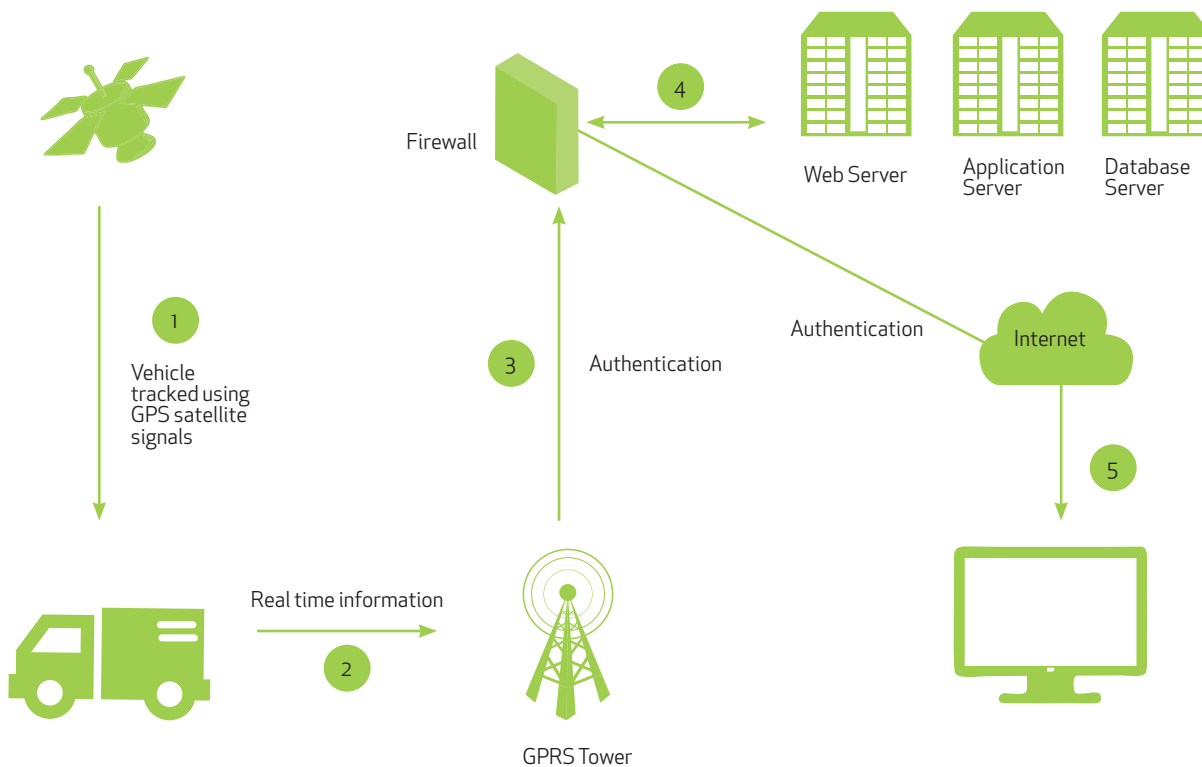 4
Firewall
Web Server
Application
Server
Database
Server
1
Vehicle
tracked using
GPS satellite
signals
3
Authentication
Authentication
Internet
5
Real time information
2
GPRS Tower